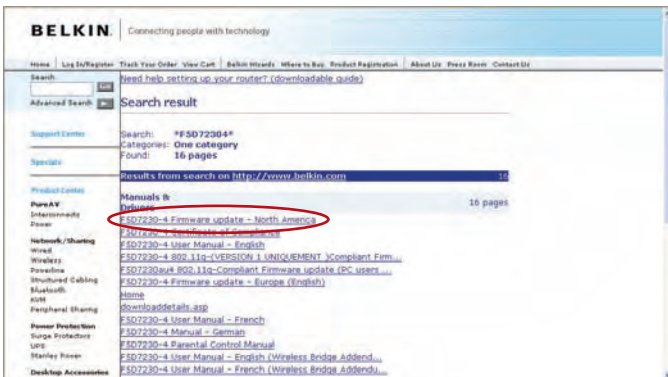 BELKIN. Connecting people with technology
Home Log In/Register Track Your Order View Cart Belkin Wizards Where to Buy Product Registration About Us Press Room Contact Us
Search
Need help setting up your router? (downloadable guide)
Advanced Search
Search result
Support Center
Search: *F5D72304*
Categories: One category
Found: 16 pages
Specials
Results from search on http://www.belkin.com 16
Product Center
PureAV
Interconnects
Power
Manuals & Drivers 16 pages
F5D7230-4 Firmware update - North America
F5D7230-4 Certificate of Compliance
Network/Sharing
F5D7230-4 User Manual - English
Wired
F5D7230-4 802.11g-(VERSION 1 UNIQUEMENT )Compliant Firm...
Wireless
F5D7230au4 802.11g-Compliant Firmware update (PC users ....
Powerline
Structured Cabling
F5D7230-4 Firmware update - Europe (English)
Bluetooth
Home
KVM
downloaddetails.asp
Peripheral Sharing
F5D7230-4 User Manual - French
Power Protection
F5D7230-4 Manual - German
Surge Protectors
F5D7230-4 Parental Control Manual
UPS
F5D7230-4 User Manual - English (Wireless Bridge Addend...
Stanley Power
F5D7230-4 User Manual - French (Wireless Bridge Addendu...
Desktop Accessories